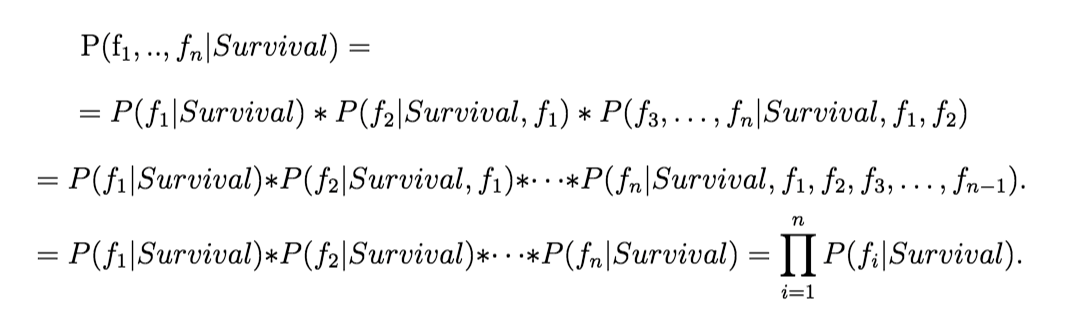 P(f₁, .., fₙ|Survival) =
= P(f₁|Survival) * P(f₂|Survival, f₁) * P(f₃, . . . , fₙ|Survival, f₁, f₂)
= P(f₁|Survival)*P(f₂|Survival, f₁)*· · ·*P(fₙ|Survival, f₁, f₂, f₃, . . . , fₙ₋₁).
= P(f₁|Survival)*P(f₂|Survival)*· · ·*P(fₙ|Survival) = ∏ᵢ₌₁ⁿ P(fᵢ|Survival).